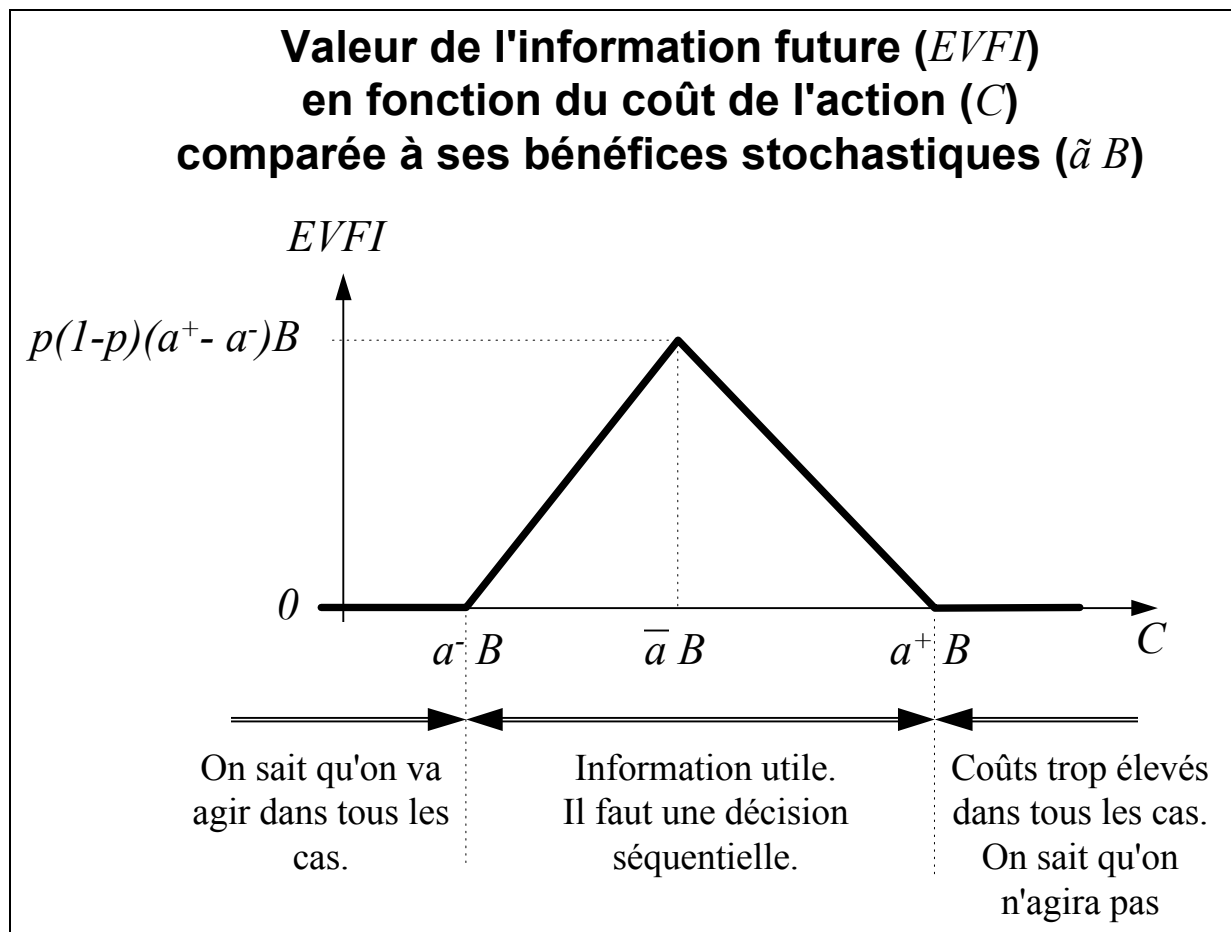 Valeur de l'information future (EVFI)
en fonction du coût de l'action (C)
comparée à ses bénéfices stochastiques (ã B)
EVFI
p(1-p)(a⁺- a⁻)B
0
a⁻ B
a̅ B
a⁺ B
C
On sait qu'on va
agir dans tous les
cas.
Information utile.
Il faut une décision
séquentielle.
Coûts trop élevés
dans tous les cas.
On sait qu'on
n'agira pas